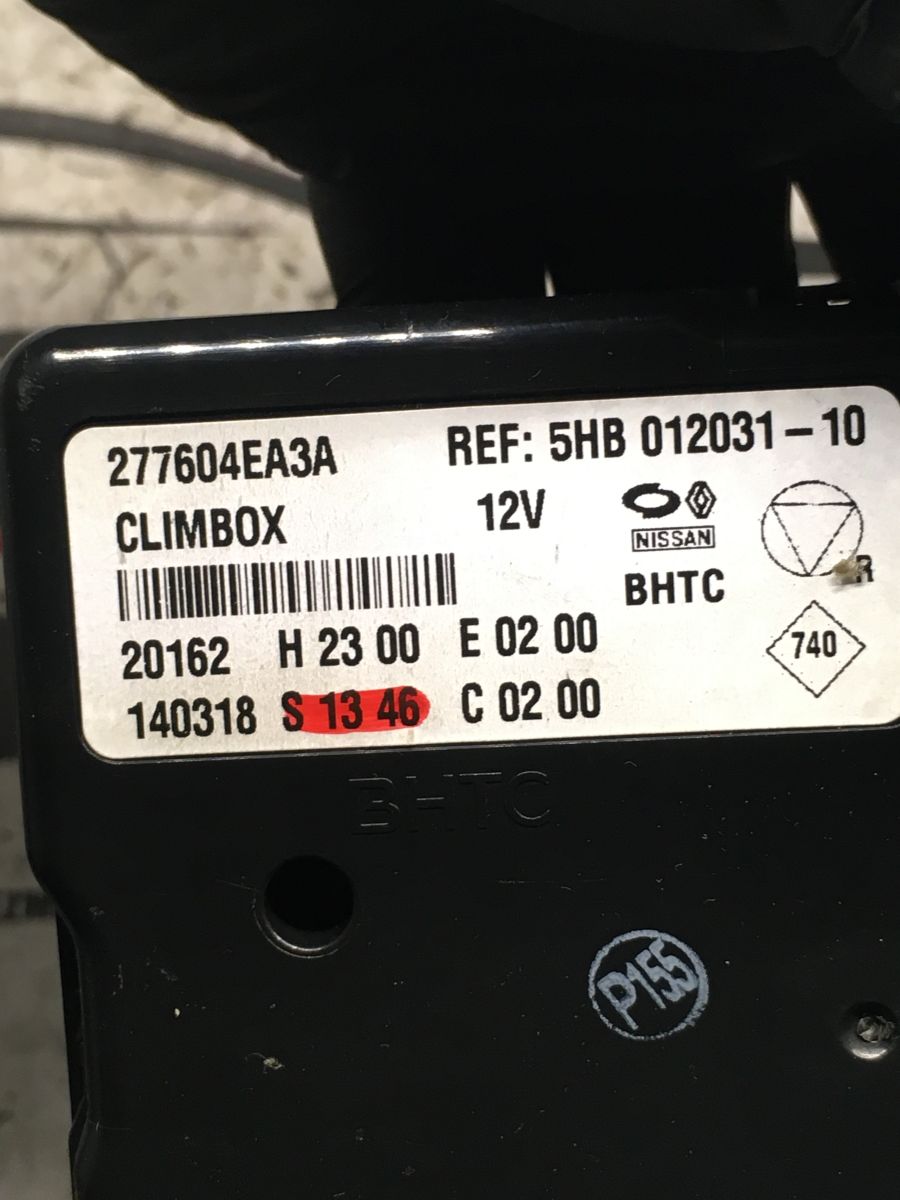 277604EA3A REF: 5HB 012031-10
CLIMBOX 12V
NISSAN
BHTC
R
20162 H 23 00 E 02 00
740
140318 S 13 46 C 02 00
BHTC
P155